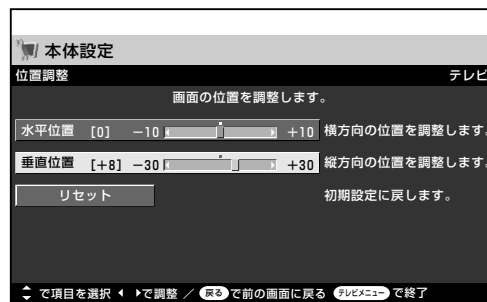 本体設定
位置調整 テレビ
画面の位置を調整します。
水平位置 [0] −10 +10 横方向の位置を調整します。
垂直位置 [+8] −30 +30 縦方向の位置を調整します。
リセット 初期設定に戻します。
で項目を選択 で調整 ／ 戻る で前の画面に戻る テレビメニュー で終了